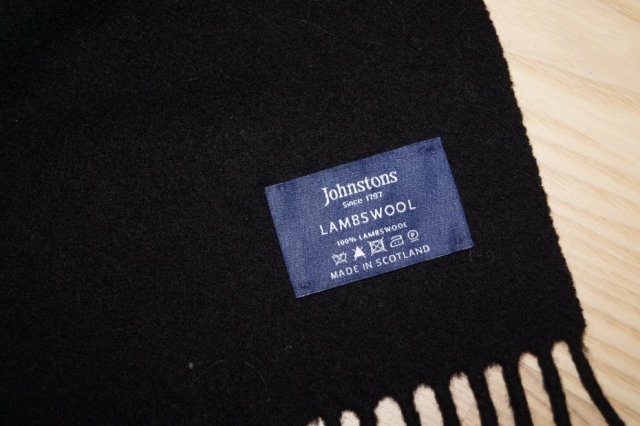 Johnstons
Since 1797
LAMBSWOOL
100% LAMBSWOOL
MADE IN SCOTLAND